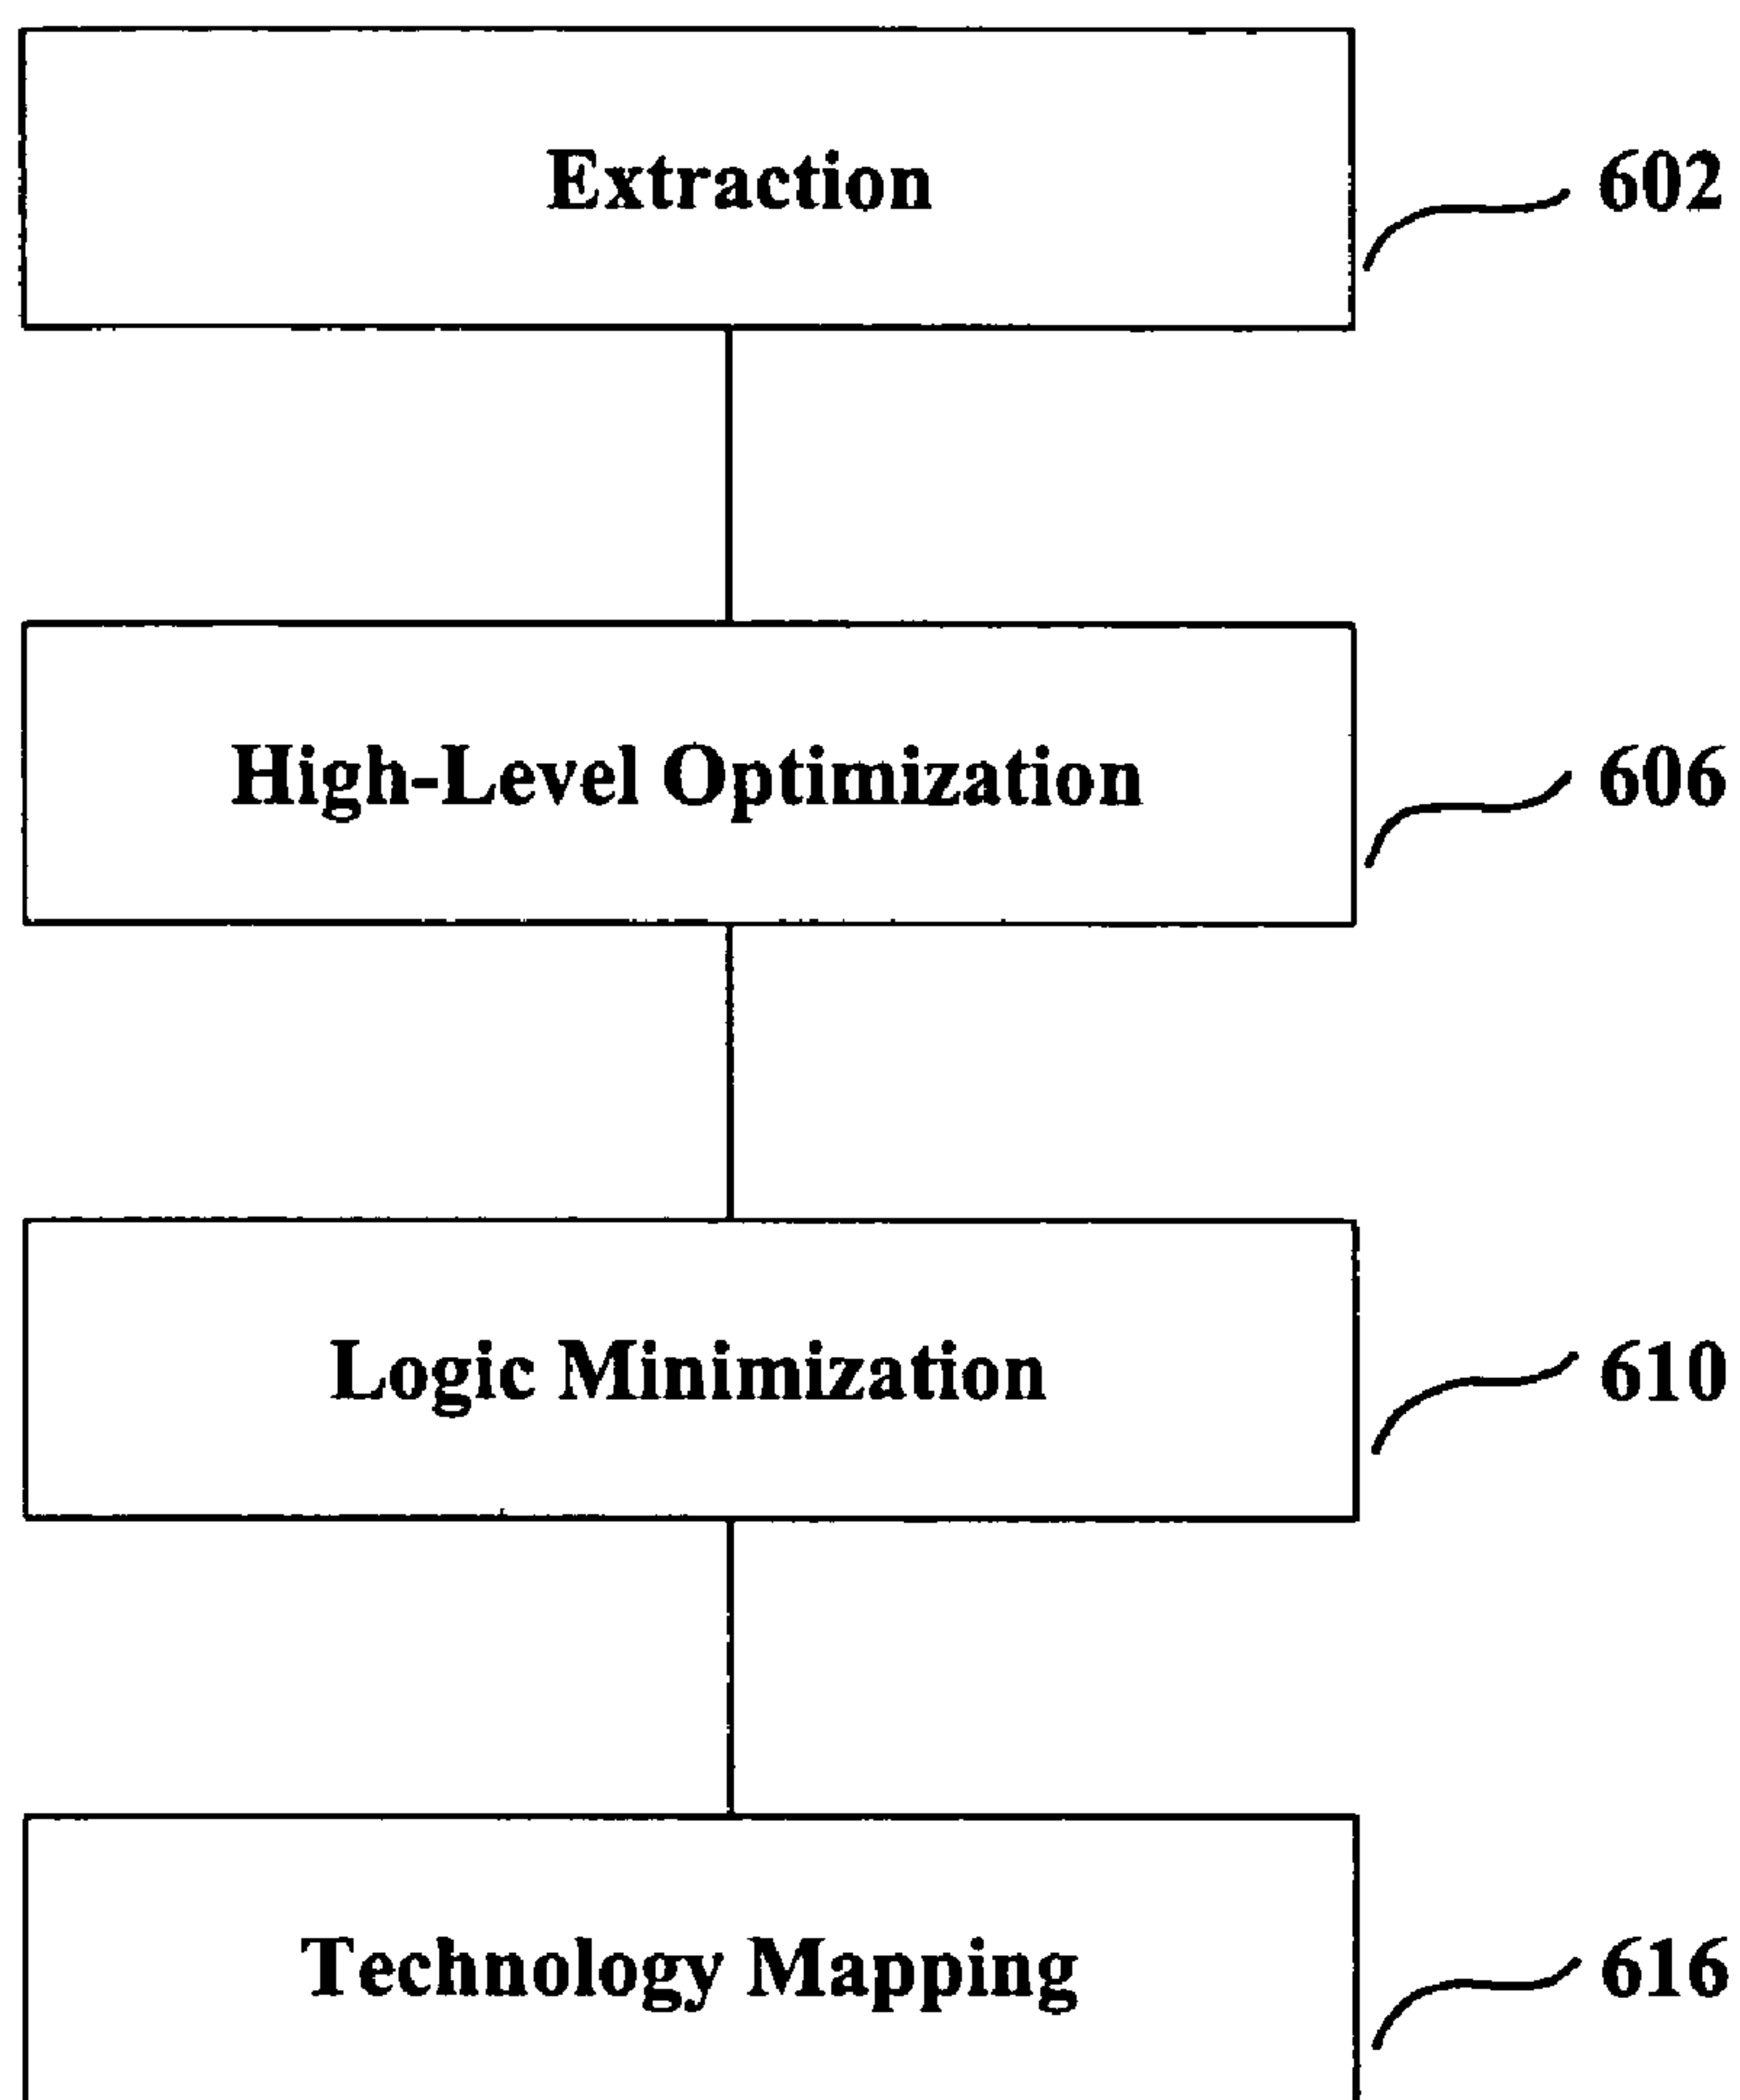 Extraction
602
High-Level Optimization
606
Logic Minimization
610
Technology Mapping
616